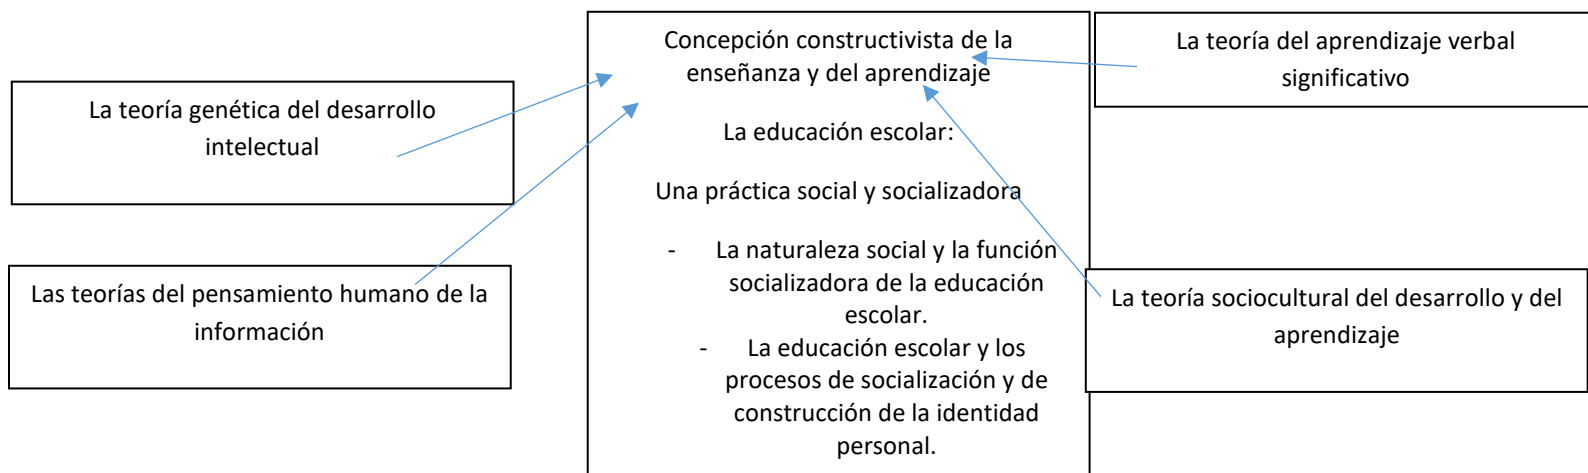 La teoría genética del desarrollo
intelectual
Las teorías del pensamiento humano de la
información
Concepción constructivista de la
enseñanza y del aprendizaje
La educación escolar:
Una práctica social y socializadora
- La naturaleza social y la función
socializadora de la educación
escolar.
- La educación escolar y los
procesos de socialización y de
construcción de la identidad
personal.
La teoría del aprendizaje verbal
significativo
La teoría sociocultural del desarrollo y del
aprendizaje